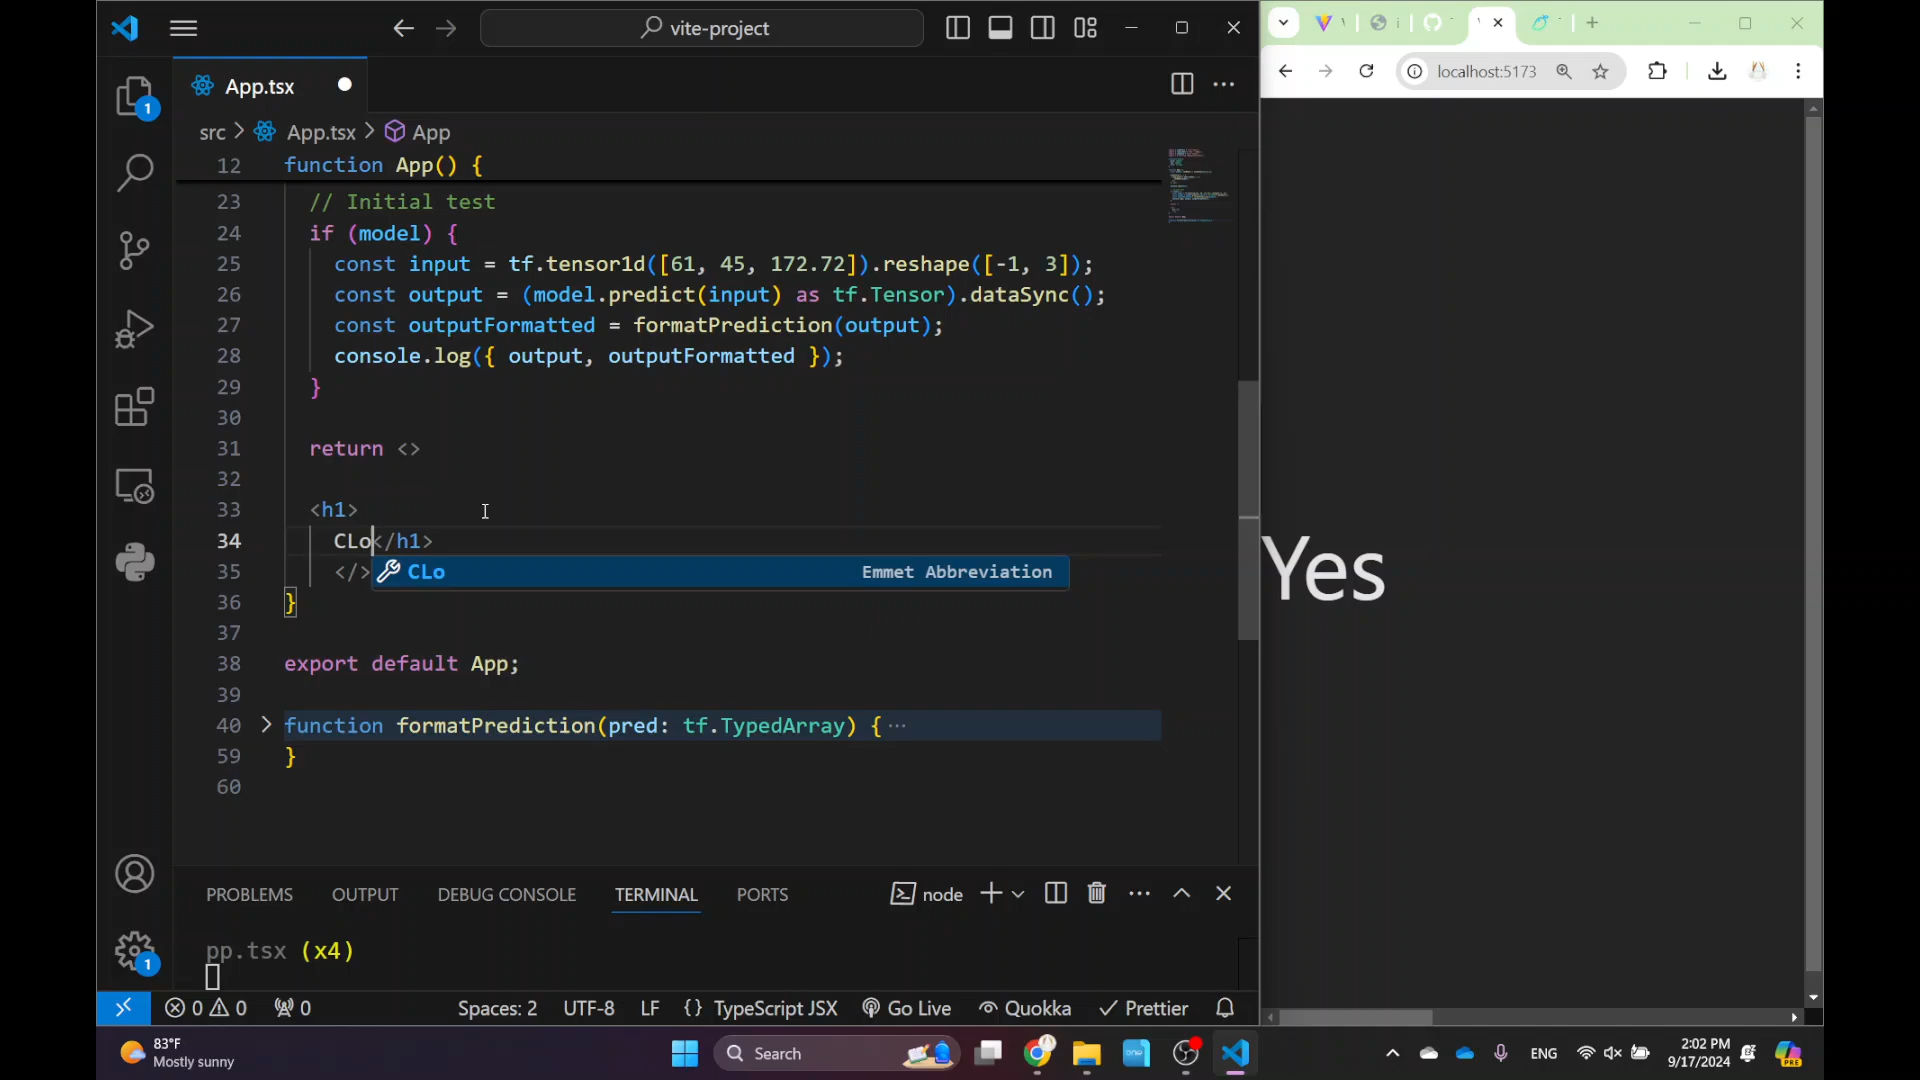 vite-project
App.tsx
src > App.tsx > App
12 function App() {
23 // Initial test
24 if (model) {
25 const input = tf.tensor1d([61, 45, 172.72]).reshape([-1, 3]);
26 const output = (model.predict(input) as tf.Tensor).dataSync();
27 const outputFormatted = formatPrediction(output);
28 console.log({ output, outputFormatted });
29 }
30
31 return <>
32
33 <h1>
34 CLo</h1>
35 </>
CLo Emmet Abbreviation
36 }
37
38 export default App;
39
40 function formatPrediction(pred: tf.TypedArray) { ···
59 }
60
PROBLEMS OUTPUT DEBUG CONSOLE TERMINAL PORTS
node
pp.tsx (x4)
0 0 0 Spaces: 2 UTF-8 LF {} TypeScript JSX Go Live Quokka Prettier
1
1
localhost:5173
Yes
83°F
Mostly sunny
Search
ENG
2:02 PM
9/17/2024
PRE